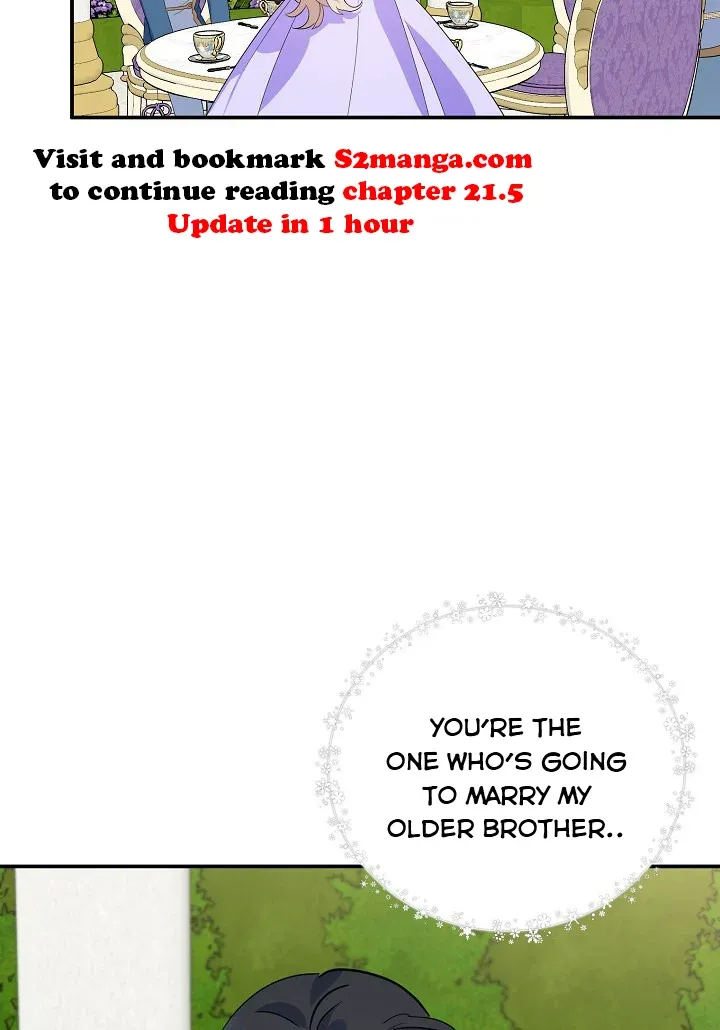 Visit and bookmark S2manga.com
to continue reading chapter 21.5
Update in 1 hour
YOU'RE THE
ONE WHO'S GOING
TO MARRY MY
OLDER BROTHER..